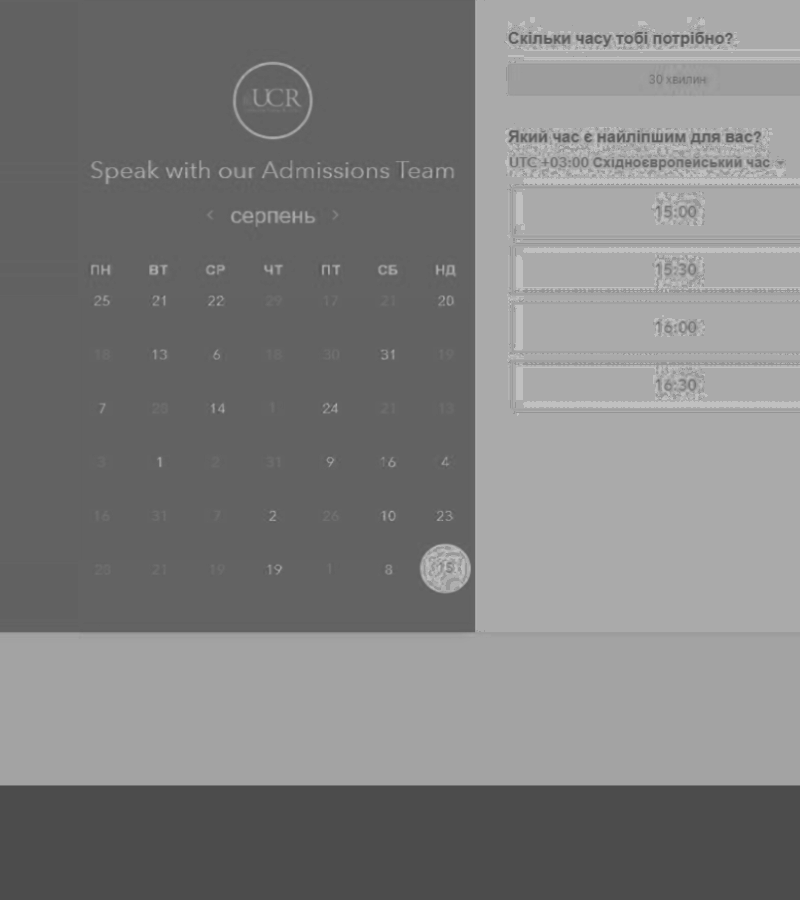 UCR
Speak with our Admissions Team
серпень
ПН ВТ СР ЧТ ПТ СБ НД
25 21 22 29 17 21 20
18 13 6 18 30 31 19
7 20 14 1 24 21 13
3 1 2 31 9 16 4
16 31 7 2 26 10 23
28 21 19 19 1 8 15
Скільки часу тобі потрібно?
30 хвилин
Який час є найліпшим для вас?
UTC +03:00 Східноєвропейський час
15:00
15:30
16:00
16:30